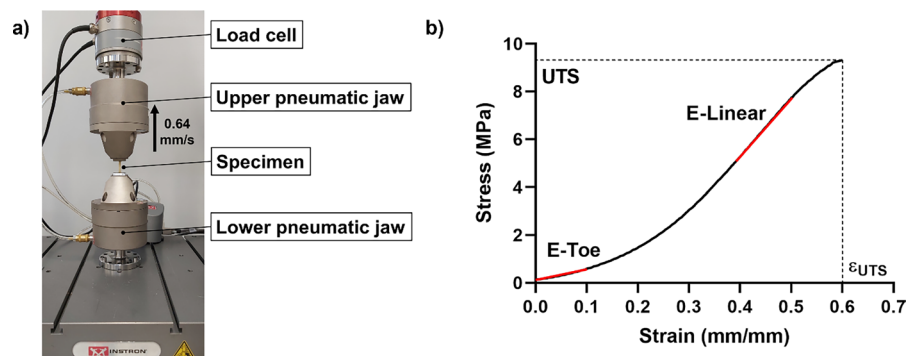 a)
Load cell
Upper pneumatic jaw
0.64
mm/s
Specimen
Lower pneumatic jaw
INSTRON
b)
Stress (MPa)
10
8
6
4
2
0
UTS
E-Linear
E-Toe
εUTS
0.0 0.1 0.2 0.3 0.4 0.5 0.6 0.7
Strain (mm/mm)